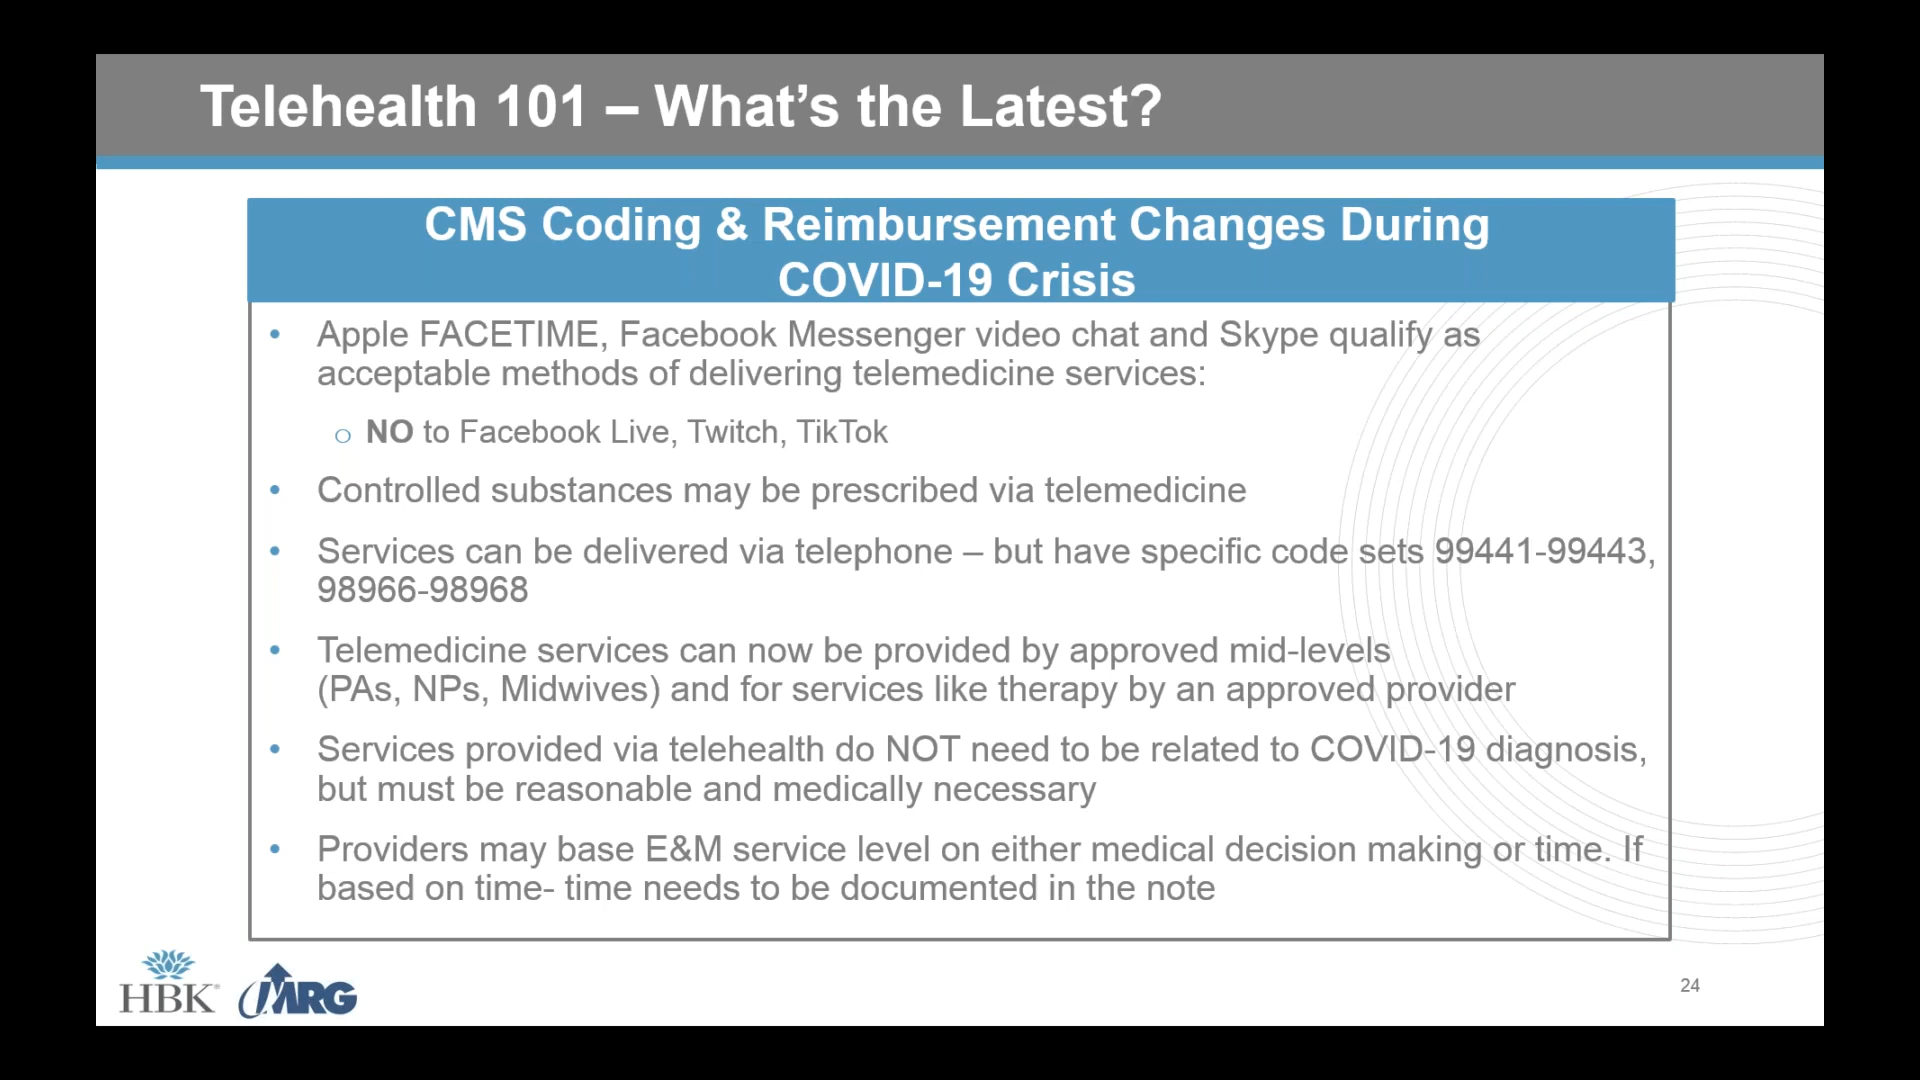 Telehealth 101 – What’s the Latest?
CMS Coding & Reimbursement Changes During
COVID-19 Crisis
• Apple FACETIME, Facebook Messenger video chat and Skype qualify as
acceptable methods of delivering telemedicine services:
o NO to Facebook Live, Twitch, TikTok
• Controlled substances may be prescribed via telemedicine
• Services can be delivered via telephone – but have specific code sets 99441-99443,
98966-98968
• Telemedicine services can now be provided by approved mid-levels
(PAs, NPs, Midwives) and for services like therapy by an approved provider
• Services provided via telehealth do NOT need to be related to COVID-19 diagnosis,
but must be reasonable and medically necessary
• Providers may base E&M service level on either medical decision making or time. If
based on time- time needs to be documented in the note
HBK
MRG
24